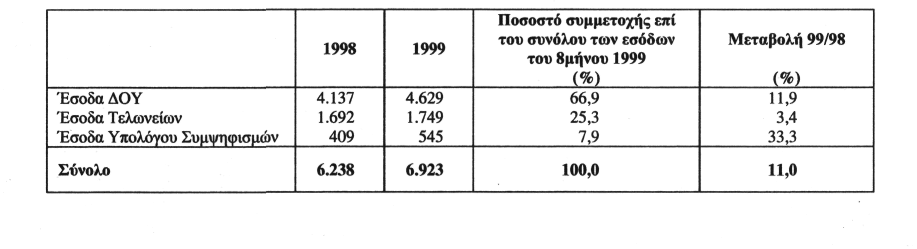 1998 1999 Ποσοστό συμμετοχής επί του συνόλου των εσόδων του 8μήνου 1999 (%) Μεταβολή 99/98 (%)
Έσοδα ΔΟΥ 4.137 4.629 66,9 11,9
Έσοδα Τελωνείων 1.692 1.749 25,3 3,4
Έσοδα Υπολόγου Συμψηφισμών 409 545 7,9 33,3
Σύνολο 6.238 6.923 100,0 11,0